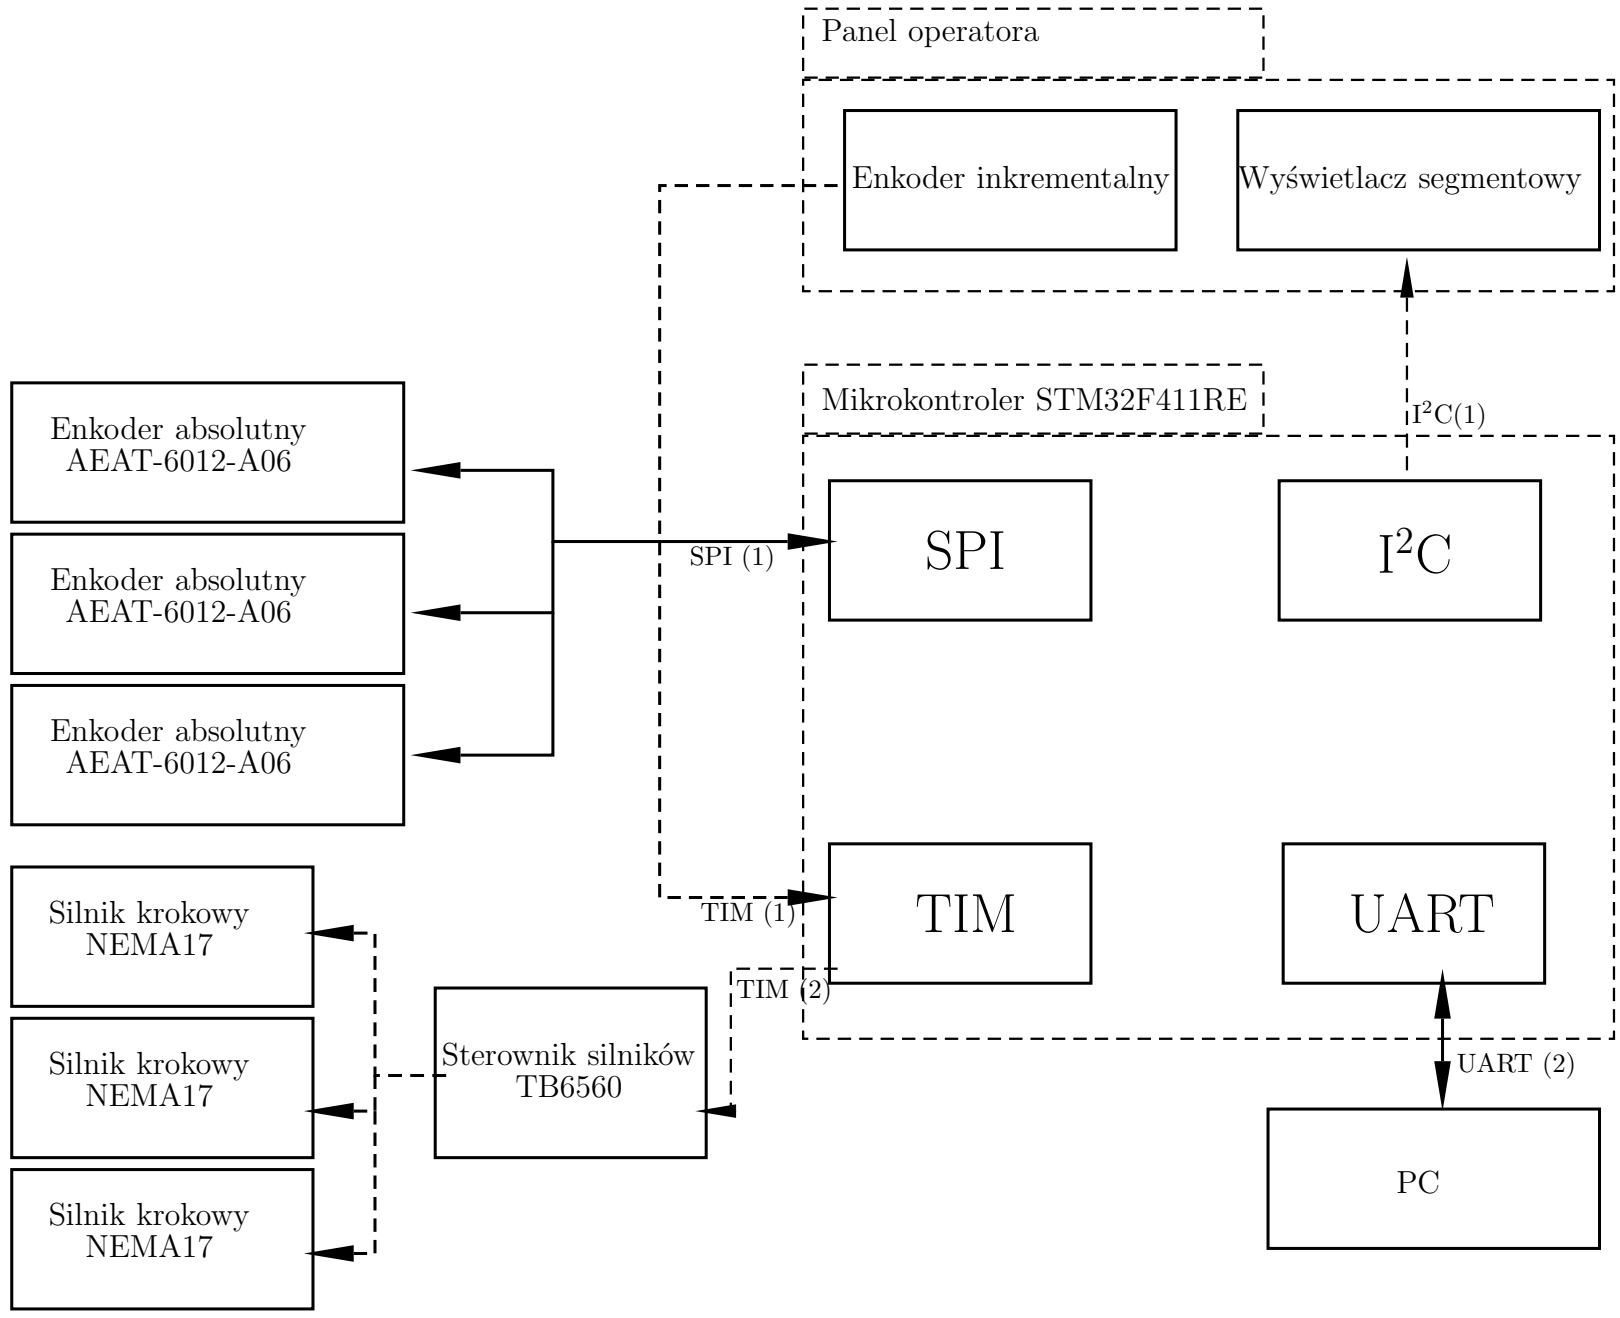 Panel operatora
Enkoder inkrementalny
Wyświetlacz segmentowy
Mikrokontroler STM32F411RE
I²C(1)
Enkoder absolutny
AEAT-6012-A06
SPI (1)
SPI
I²C
Enkoder absolutny
AEAT-6012-A06
Enkoder absolutny
AEAT-6012-A06
TIM (1)
TIM
UART
Silnik krokowy
NEMA17
TIM (2)
Sterownik silników
TB6560
UART (2)
Silnik krokowy
NEMA17
PC
Silnik krokowy
NEMA17